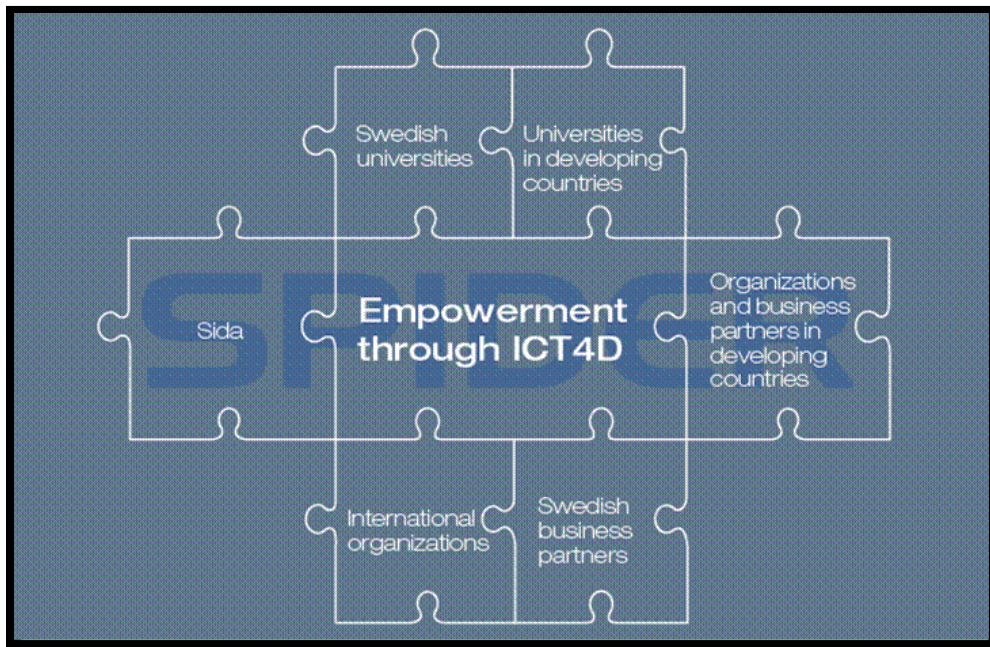 Swedish
universities
Universities
in developing
countries
SPIDER
Sida
Empowerment
through ICT4D
Organizations
and business
partners in
developing
countries
International
organizations
Swedish
business
partners